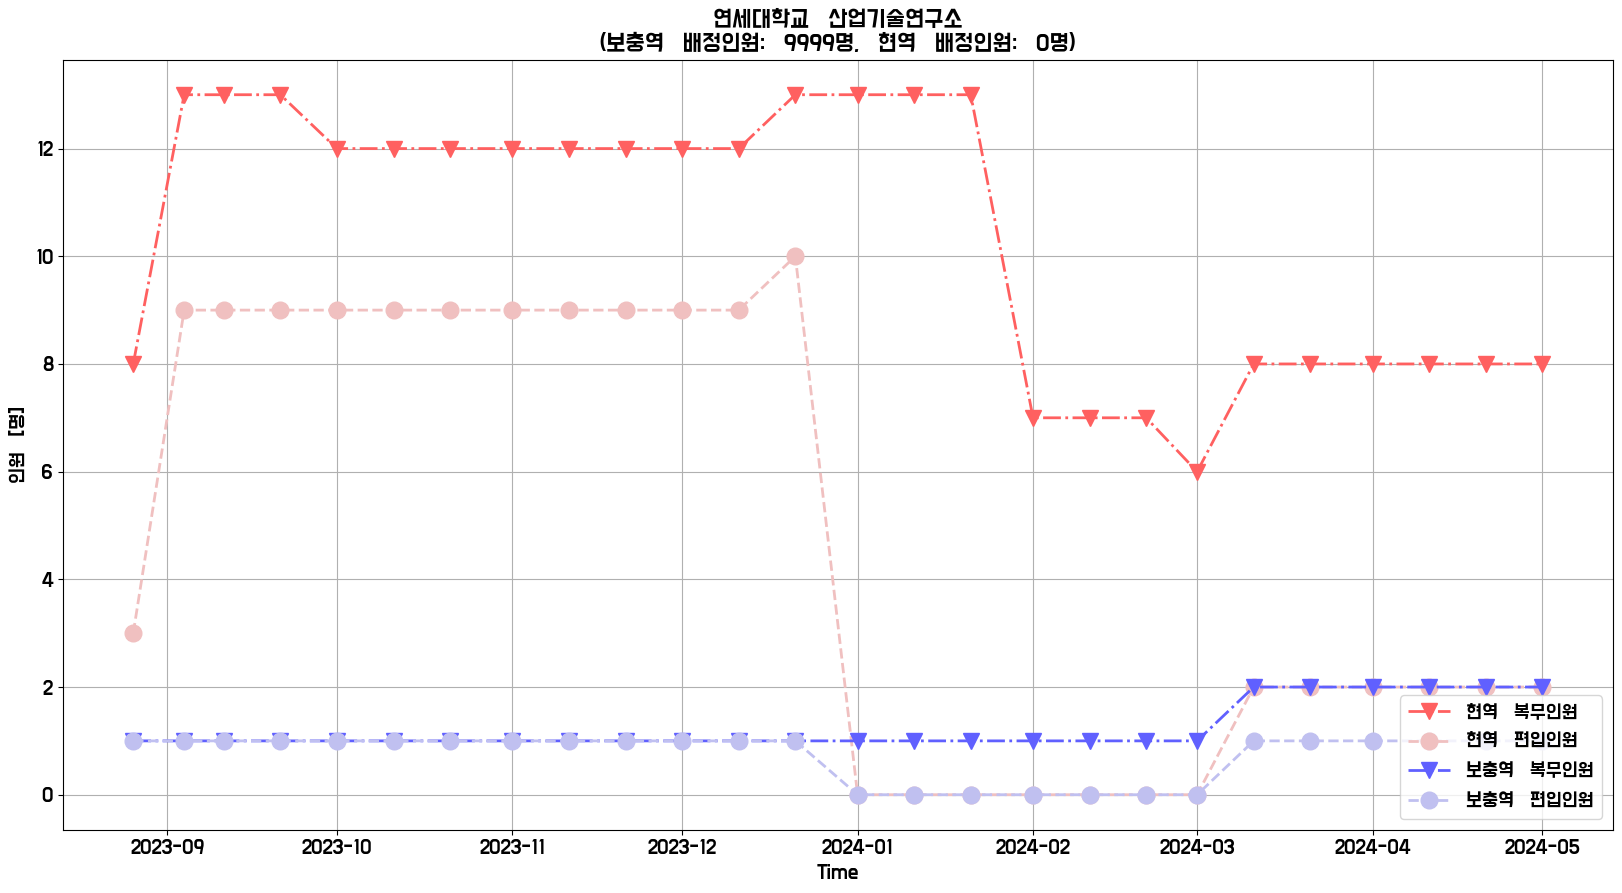 연세대학교 산업기술연구소
(보충역 배정인원: 9999명, 현역 배정인원: 0명)
인원 [명]
12
10
8
6
4
2
0
현역 복무인원
현역 편입인원
보충역 복무인원
보충역 편입인원
2023-09 2023-10 2023-11 2023-12 2024-01 2024-02 2024-03 2024-04 2024-05
Time